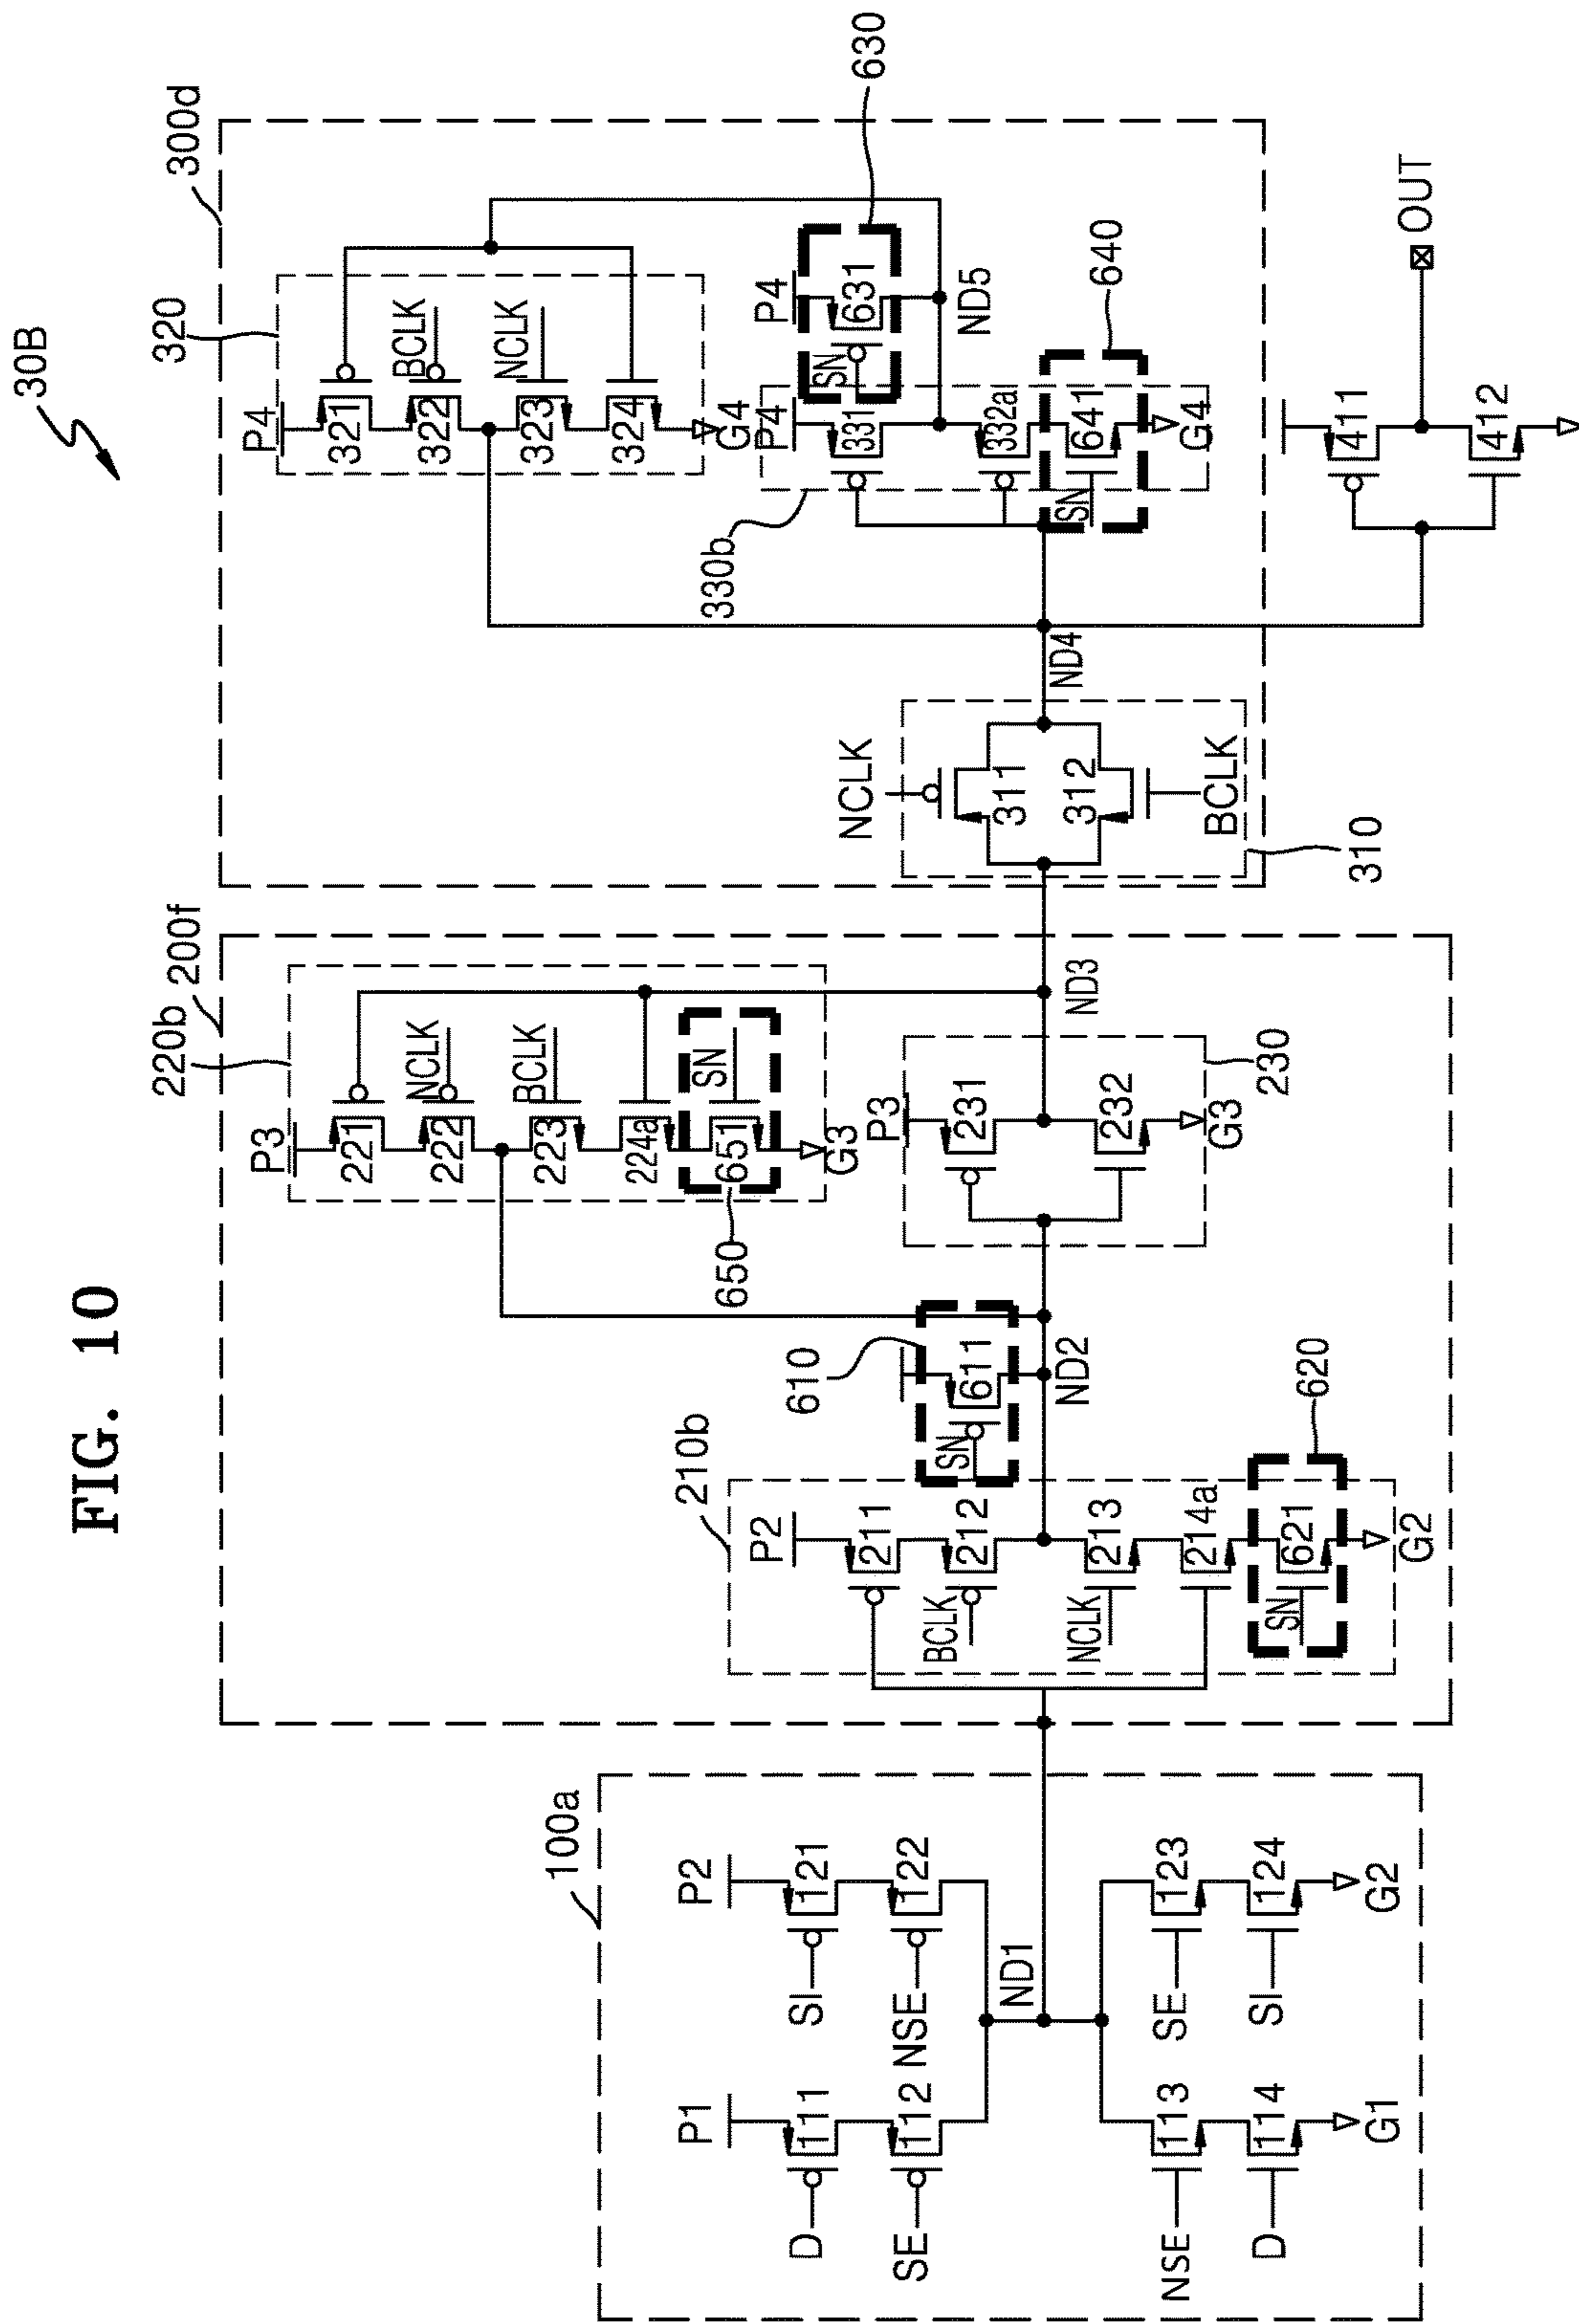 FIG. 10
30B
100a
P1
P2
D
111
SI
121
SE
112
NSE
122
ND1
NSE
113
SE
123
D
114
SI
124
G1
G2
200f
220b
P3
221
NCLK
222
BCLK
223
224a
SN
651
650
G3
210b
P2
211
BCLK
212
NCLK
213
214a
SN
621
620
G2
610
SN
611
ND2
P3
231
232
G3
230
ND3
300d
320
P4
321
BCLK
322
NCLK
323
324
G4
330b
P4
331
332a
SN
641
640
G4
P4
SN
631
630
ND5
NCLK
311
312
BCLK
310
ND4
411
412
OUT